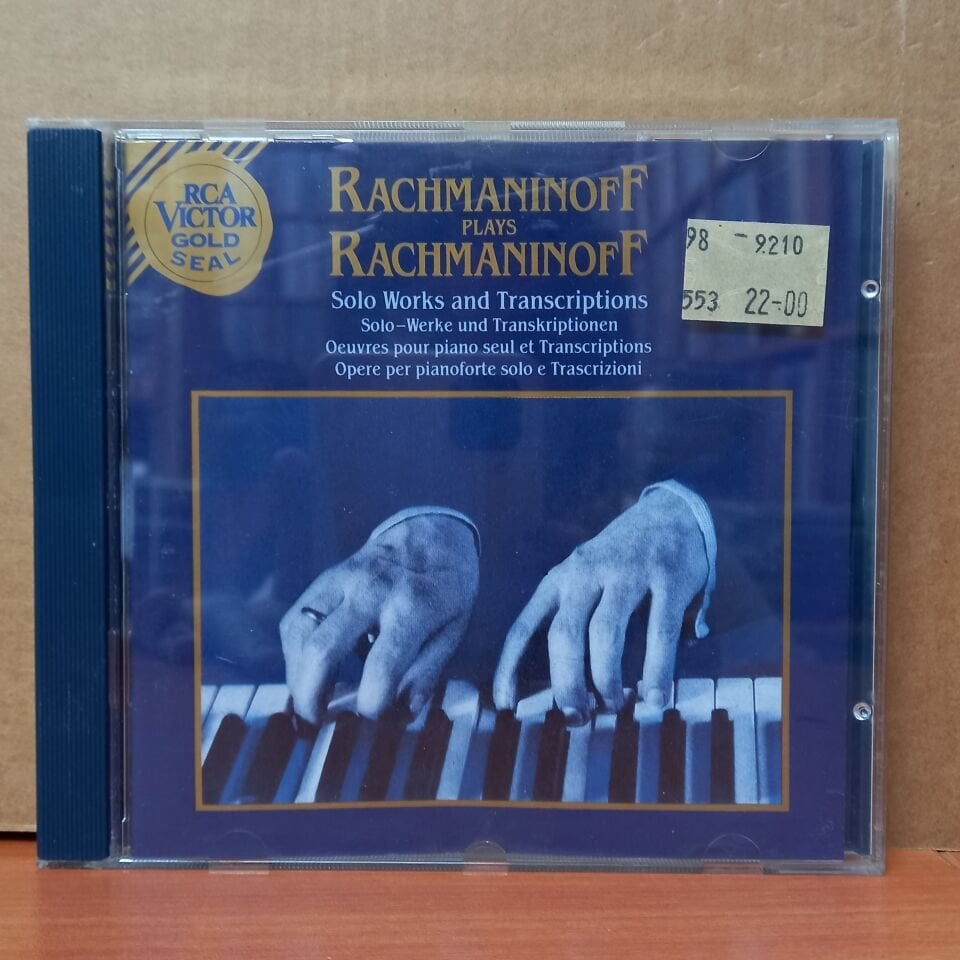 RCA
VICTOR
GOLD
SEAL
RACHMANINOFF
PLAYS
RACHMANINOFF
Solo Works and Transcriptions
Solo-Werke und Transkriptionen
Oeuvres pour piano seul et Transcriptions
Opere per pianoforte solo e Trascrizioni
98 - 9210
553 22-00